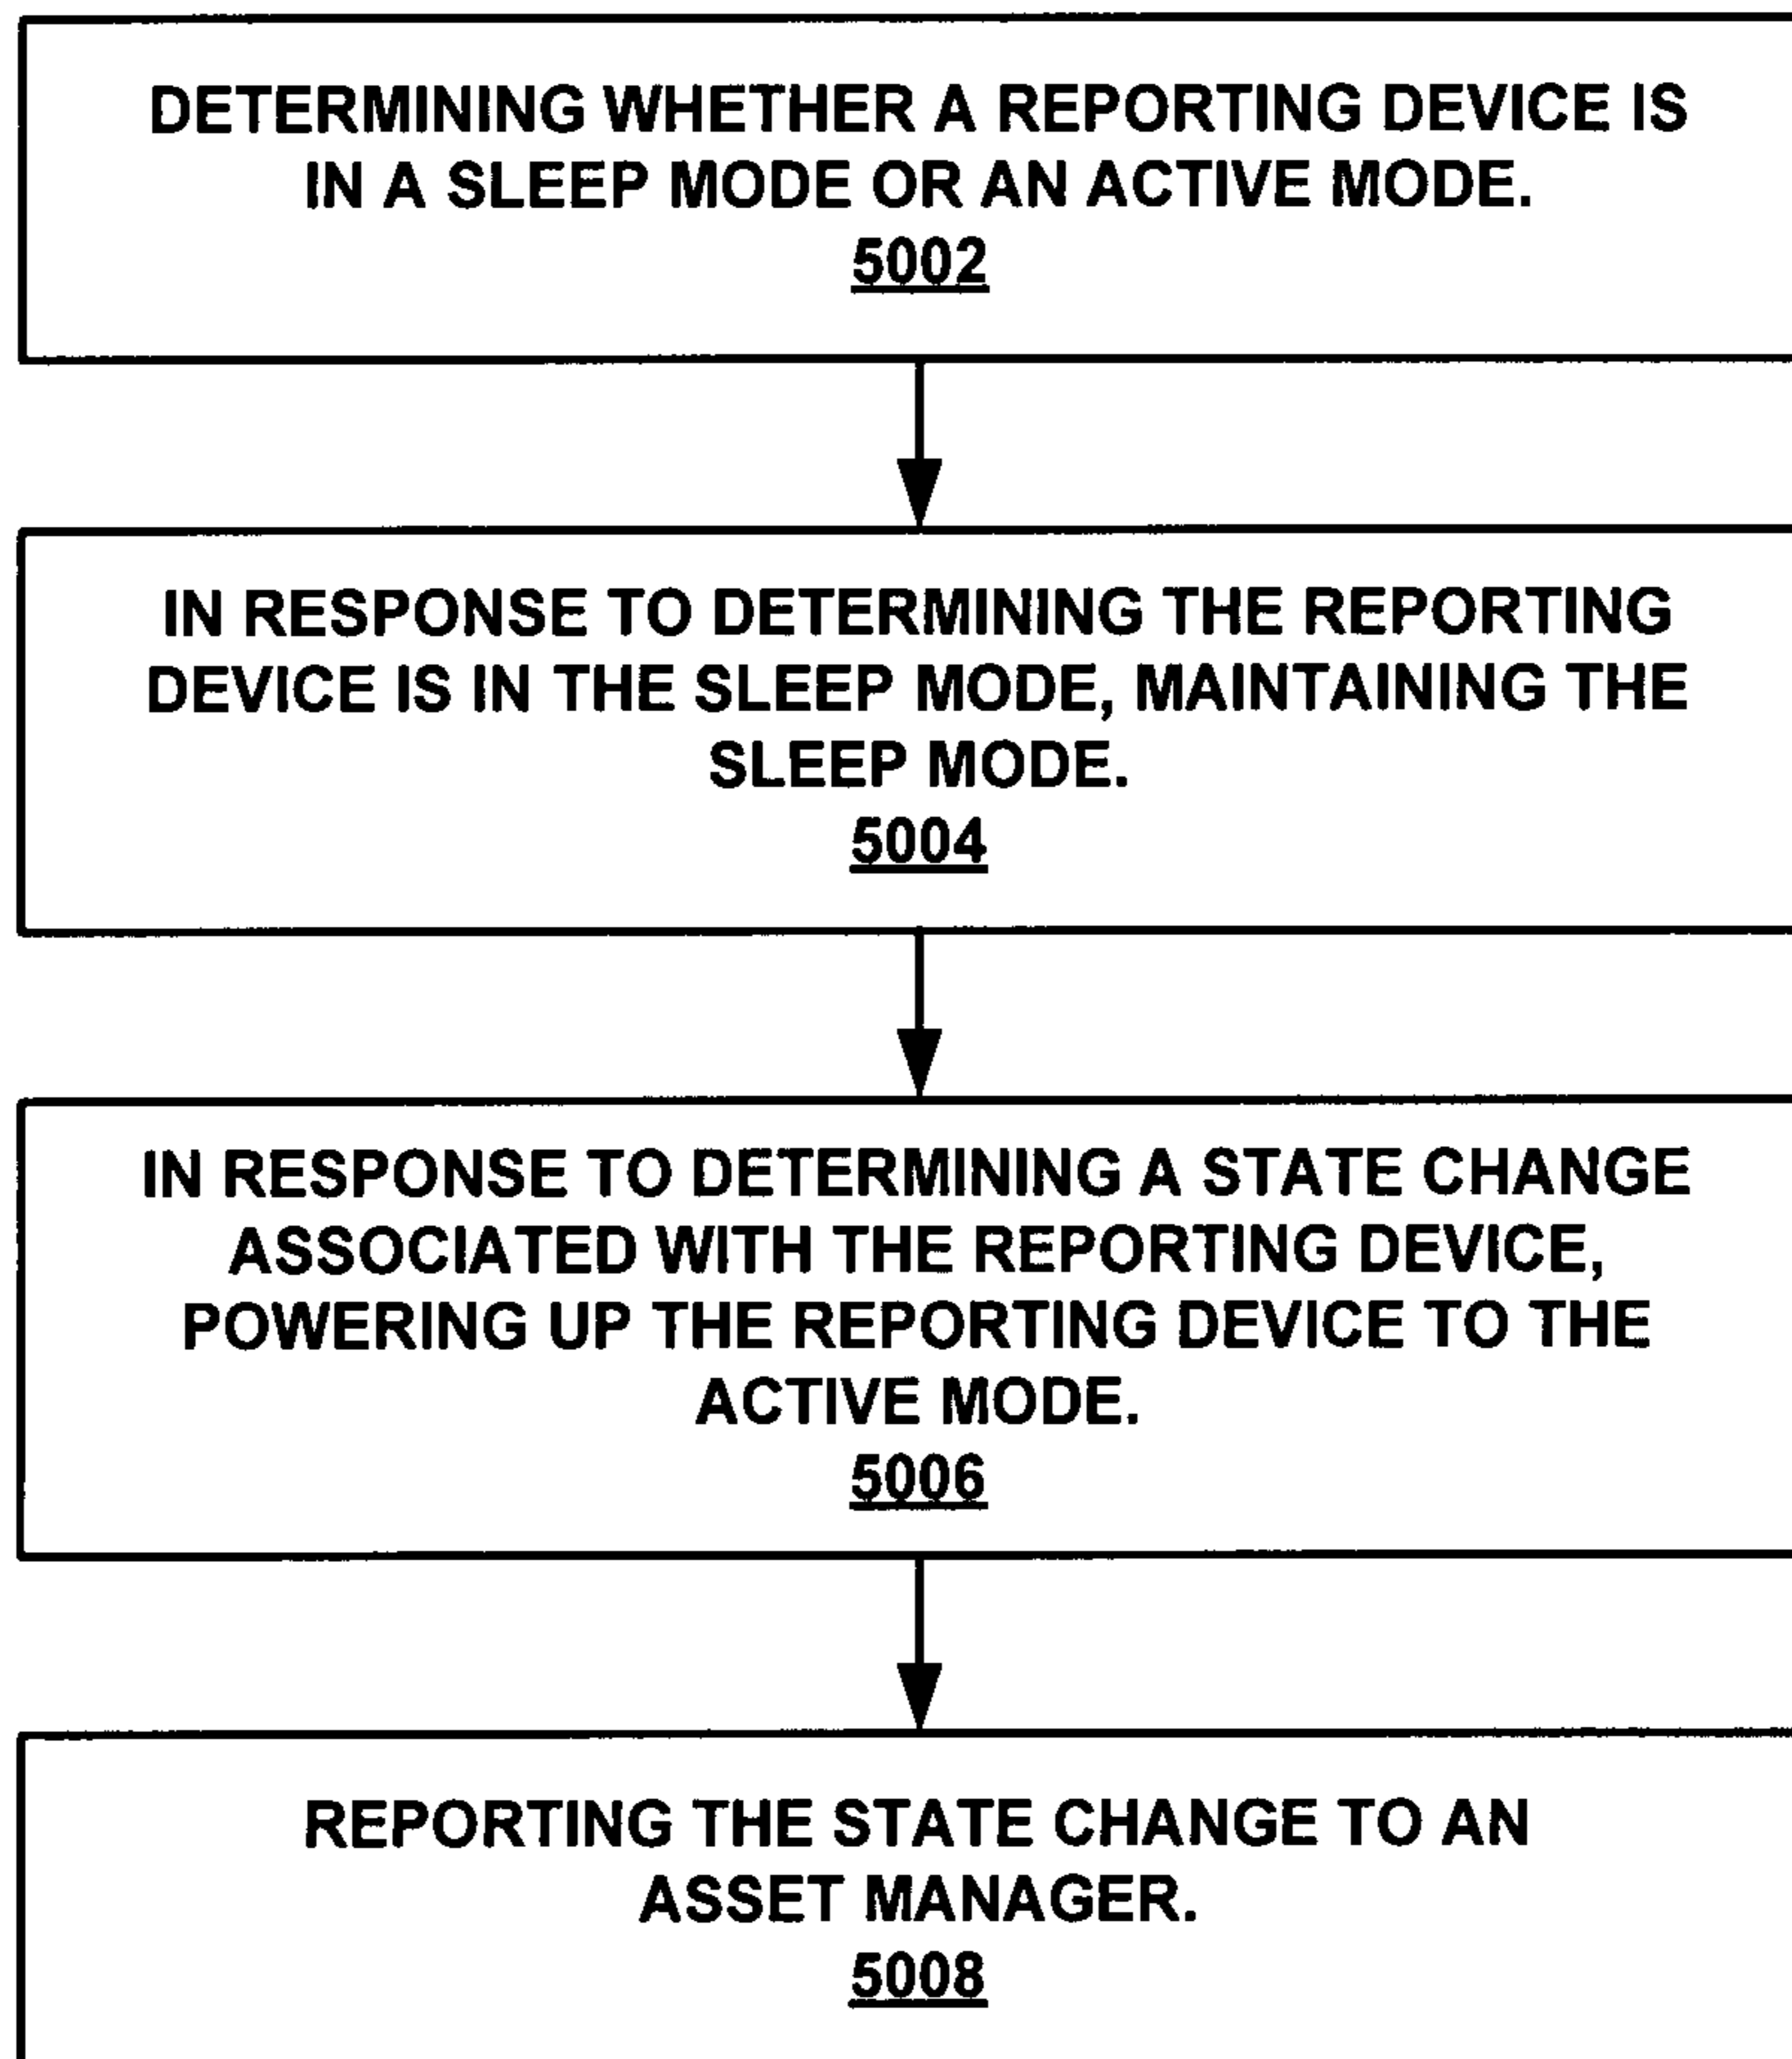 DETERMINING WHETHER A REPORTING DEVICE IS
IN A SLEEP MODE OR AN ACTIVE MODE.
5002
IN RESPONSE TO DETERMINING THE REPORTING
DEVICE IS IN THE SLEEP MODE, MAINTAINING THE
SLEEP MODE.
5004
IN RESPONSE TO DETERMINING A STATE CHANGE
ASSOCIATED WITH THE REPORTING DEVICE,
POWERING UP THE REPORTING DEVICE TO THE
ACTIVE MODE.
5006
REPORTING THE STATE CHANGE TO AN
ASSET MANAGER.
5008